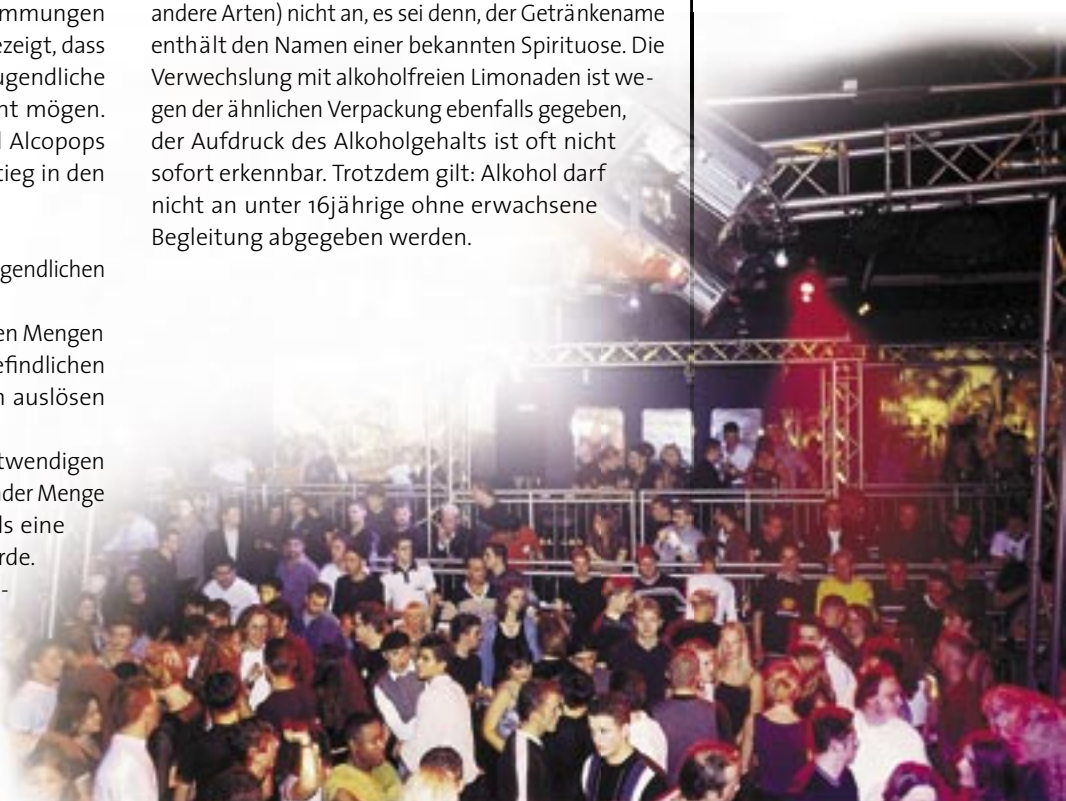 mmungen
ezeigt, dass
ugendliche
nt mögen.
Alcopops
tieg in den
gendlichen
en Mengen
efindlichen
n auslösen
twendigen
nder Menge
ls eine
rde.
-
andere Arten) nicht an, es sei denn, der Getränkename
enthält den Namen einer bekannten Spirituose. Die
Verwechslung mit alkoholfreien Limonaden ist we-
gen der ähnlichen Verpackung ebenfalls gegeben,
der Aufdruck des Alkoholgehalts ist oft nicht
sofort erkennbar. Trotzdem gilt: Alkohol darf
nicht an unter 16jährige ohne erwachsene
Begleitung abgegeben werden.